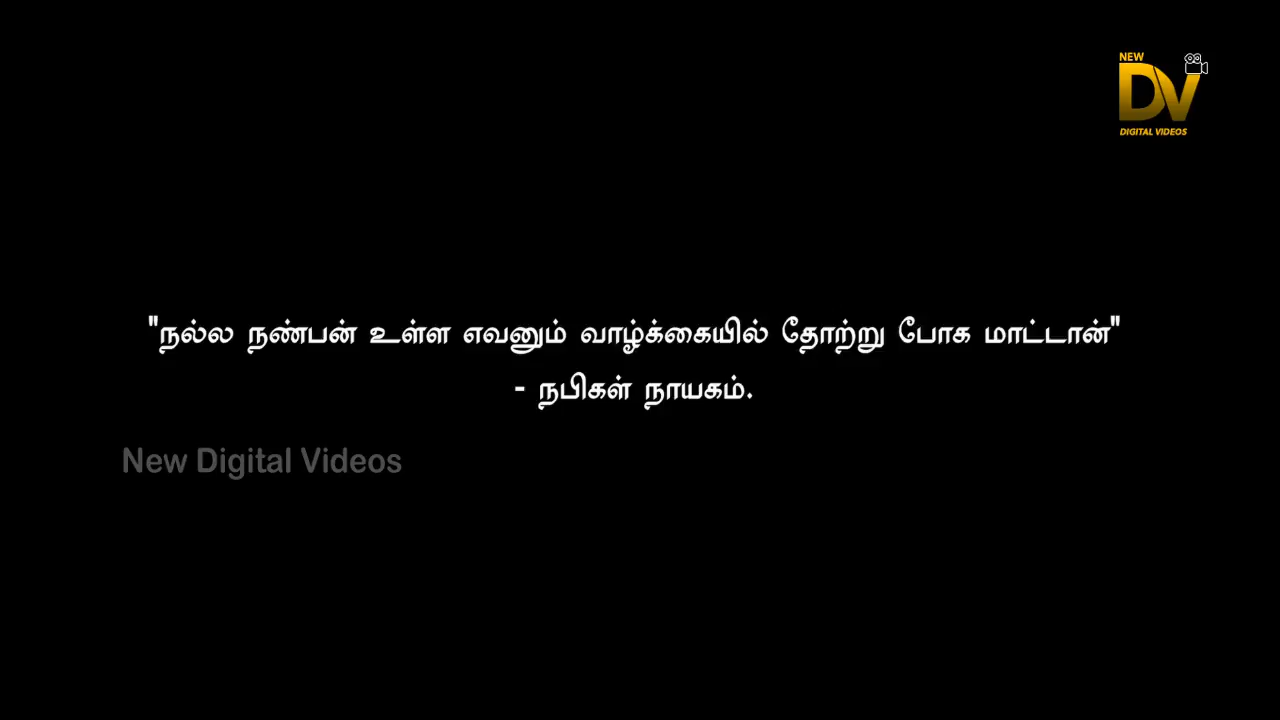 NEW
DV
DIGITAL VIDEOS
"நல்ல நண்பன் உள்ள எவனும் வாழ்க்கையில் தோற்று போக மாட்டான்"
- நபிகள் நாயகம்.
New Digital Videos